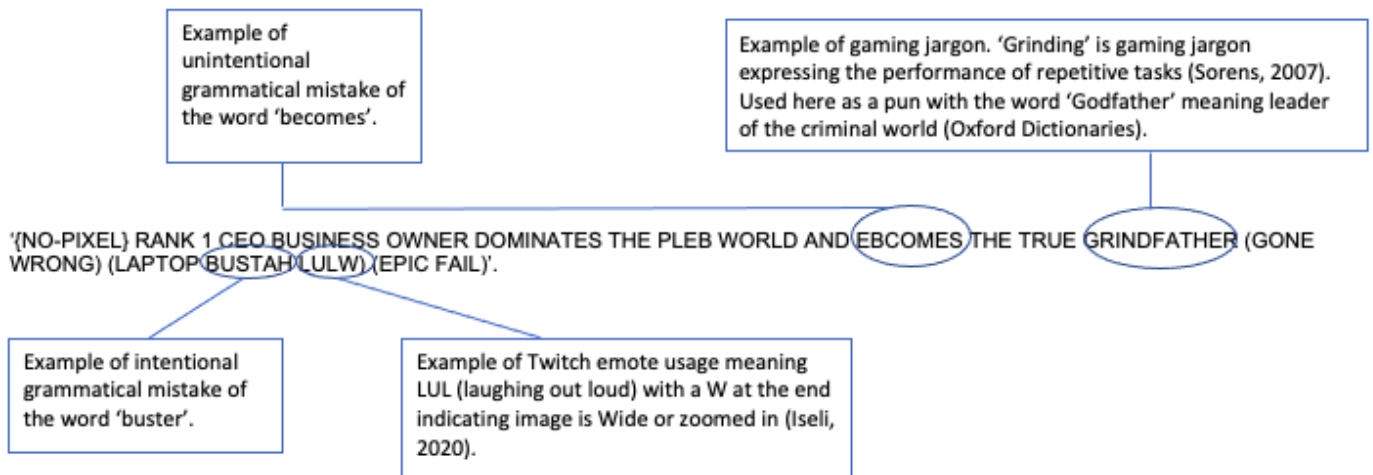 Example of
unintentional
grammatical mistake of
the word ‘becomes’.
Example of gaming jargon. ‘Grinding’ is gaming jargon
expressing the performance of repetitive tasks (Sorens, 2007).
Used here as a pun with the word ‘Godfather’ meaning leader
of the criminal world (Oxford Dictionaries).
'{NO-PIXEL} RANK 1 CEO BUSINESS OWNER DOMINATES THE PLEB WORLD AND EBCOMES THE TRUE GRINDFATHER (GONE
WRONG) (LAPTOP BUSTAH LULW) (EPIC FAIL)'.
Example of intentional
grammatical mistake of
the word ‘buster’.
Example of Twitch emote usage meaning
LUL (laughing out loud) with a W at the end
indicating image is Wide or zoomed in (Iseli,
2020).